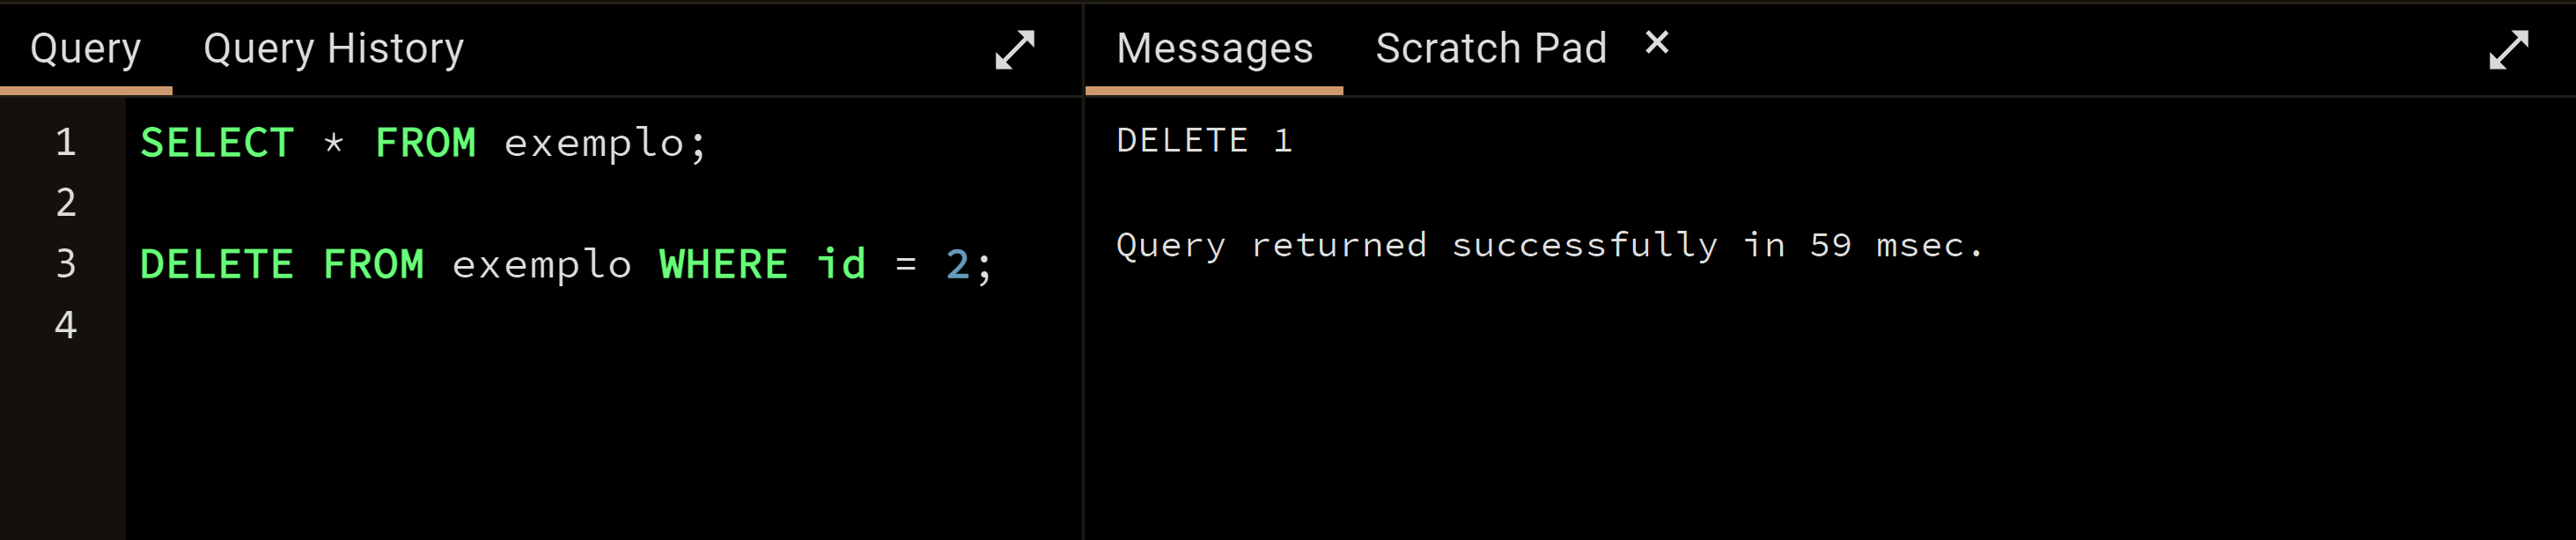 Query Query History
1 SELECT * FROM exemplo;
2
3 DELETE FROM exemplo WHERE id = 2;
4
Messages Scratch Pad ×
DELETE 1
Query returned successfully in 59 msec.